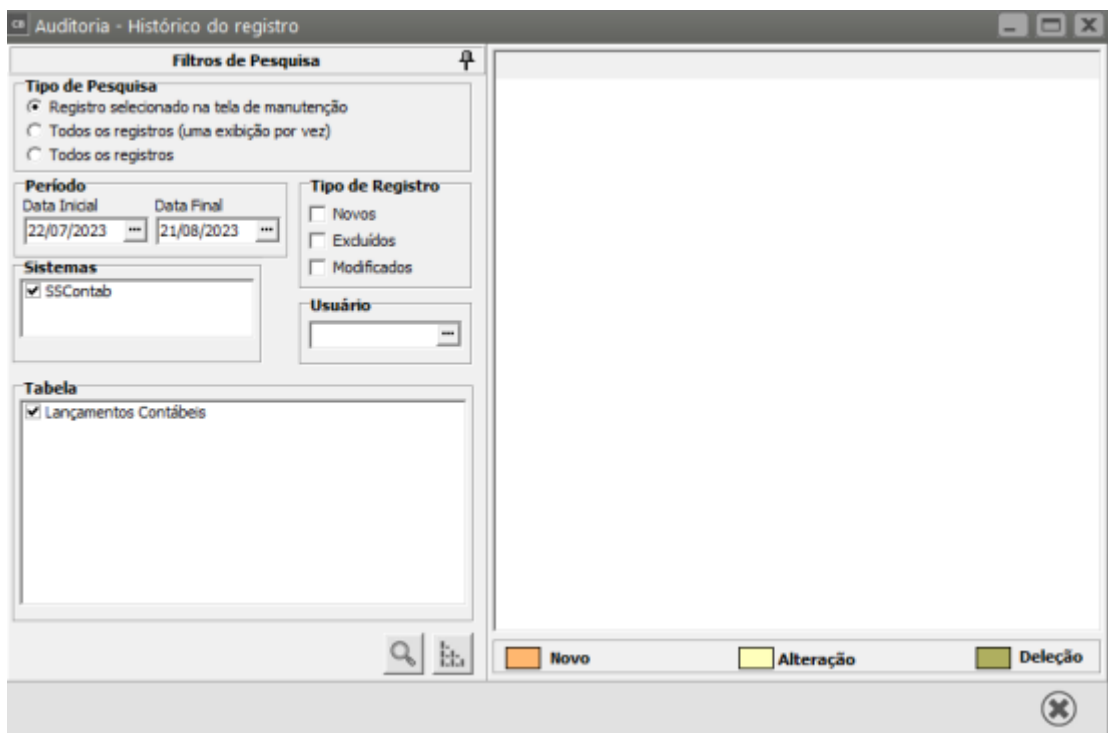 CB Auditoria - Histórico do registro
Filtros de Pesquisa
Tipo de Pesquisa
Registro selecionado na tela de manutenção
Todos os registros (uma exibição por vez)
Todos os registros
Período
Data Inicial Data Final
22/07/2023 ... 21/08/2023 ...
Tipo de Registro
Novos
Excluídos
Modificados
Sistemas
SSContab
Usuário
...
Tabela
Lançamentos Contábeis
Novo Alteração Deleção